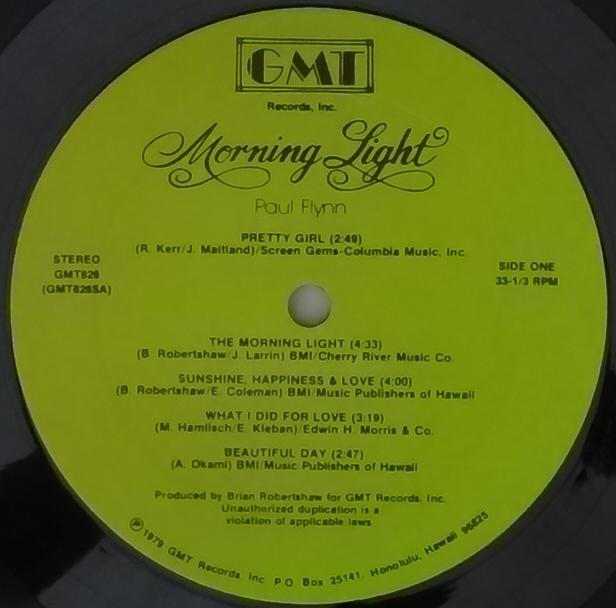 GMT
Records, Inc.
Morning Light
Paul Flynn
PRETTY GIRL (2:49)
(R. Kerr/J. Maitland)/Screen Gems-Columbia Music, Inc.
STEREO
GMT826
(GMT826SA)
SIDE ONE
33-1/3 RPM
THE MORNING LIGHT (4:33)
(B. Robertshaw/J. Larrin) BMI/Cherry River Music Co.
SUNSHINE, HAPPINESS & LOVE (4:00)
(B. Robertshaw/E. Coleman) BMI/Music Publishers of Hawaii
WHAT I DID FOR LOVE (3:19)
(M. Hamlisch/E. Kleban)/Edwin H. Morris & Co.
BEAUTIFUL DAY (2:47)
(A. Okami) BMI/Music Publishers of Hawaii
Produced by Brian Robertshaw for GMT Records, Inc.
Unauthorized duplication is a
violation of applicable laws.
Ⓟ1979 GMT Records, Inc. P.O. Box 25141, Honolulu, Hawaii 96825